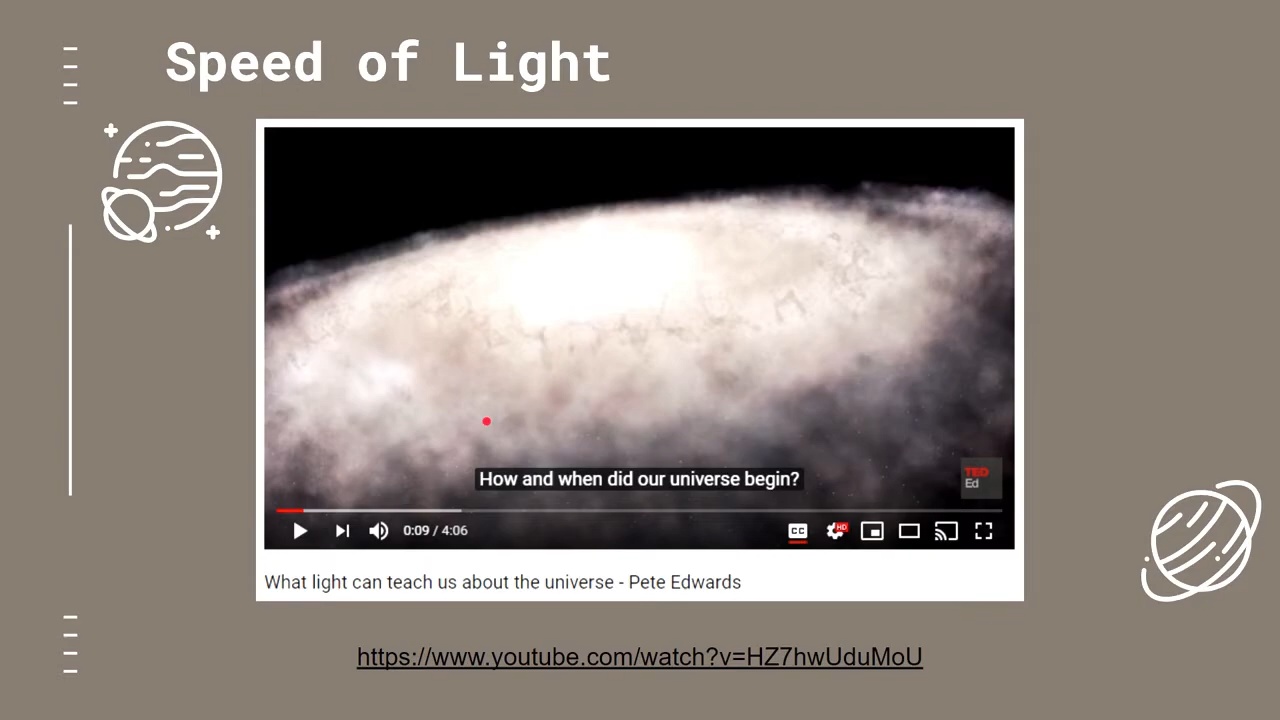 Speed of Light
How and when did our universe begin?
TED
Ed
0:09 / 4:06
CC
HD
What light can teach us about the universe - Pete Edwards
https://www.youtube.com/watch?v=HZ7hwUduMoU